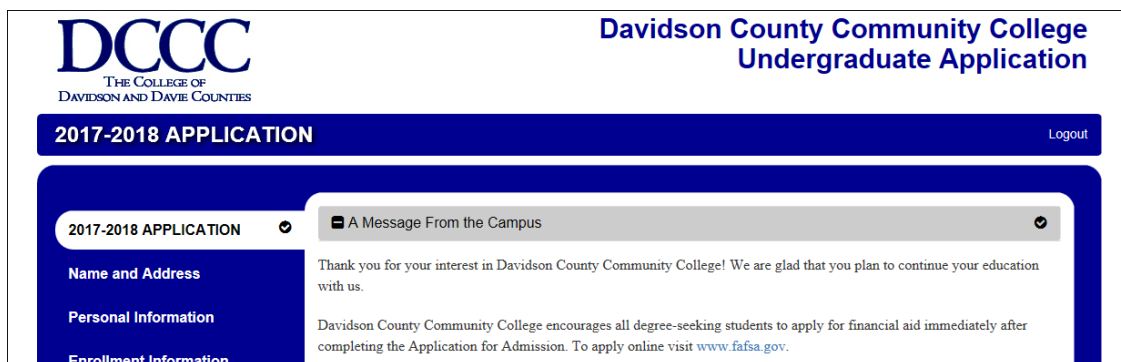 DCCC
THE COLLEGE OF
DAVIDSON AND DAVIE COUNTIES
Davidson County Community College
Undergraduate Application
2017-2018 APPLICATION
Logout
2017-2018 APPLICATION
Name and Address
Personal Information
Enrollment Information
A Message From the Campus
Thank you for your interest in Davidson County Community College! We are glad that you plan to continue your education
with us.
Davidson County Community College encourages all degree-seeking students to apply for financial aid immediately after
completing the Application for Admission. To apply online visit www.fafsa.gov.